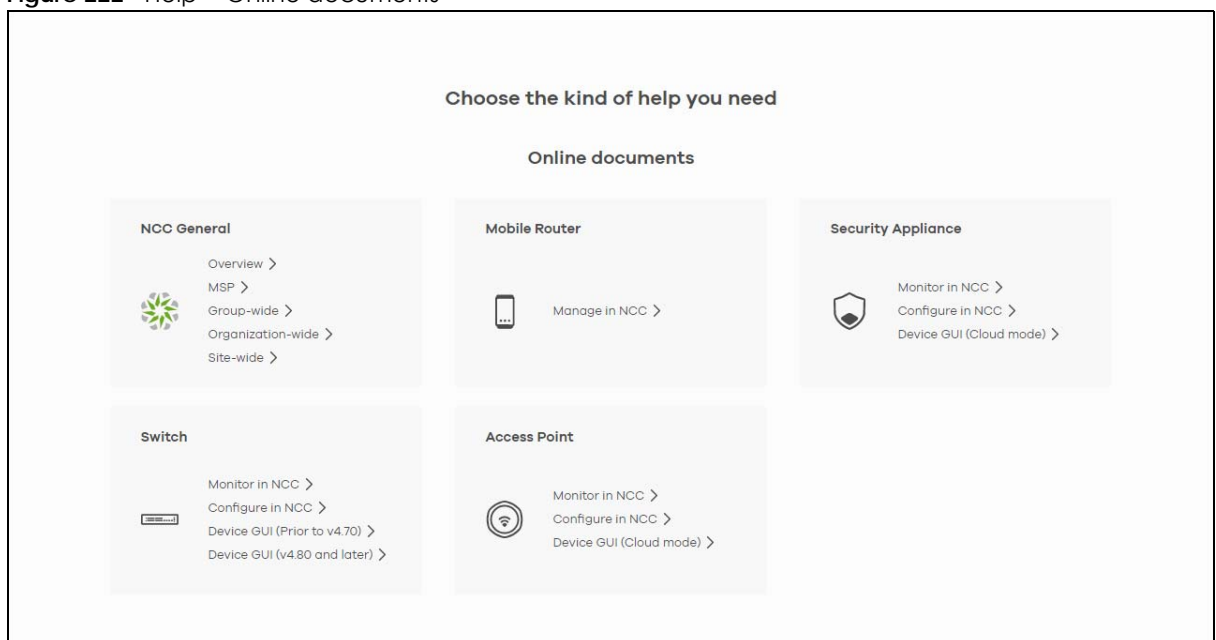 Choose the kind of help you need
Online documents
NCC General
Overview >
MSP >
Group-wide >
Organization-wide >
Site-wide >
Mobile Router
Manage in NCC >
Security Appliance
Monitor in NCC >
Configure in NCC >
Device GUI (Cloud mode) >
Switch
Monitor in NCC >
Configure in NCC >
Device GUI (Prior to v4.70) >
Device GUI (v4.80 and later) >
Access Point
Monitor in NCC >
Configure in NCC >
Device GUI (Cloud mode) >